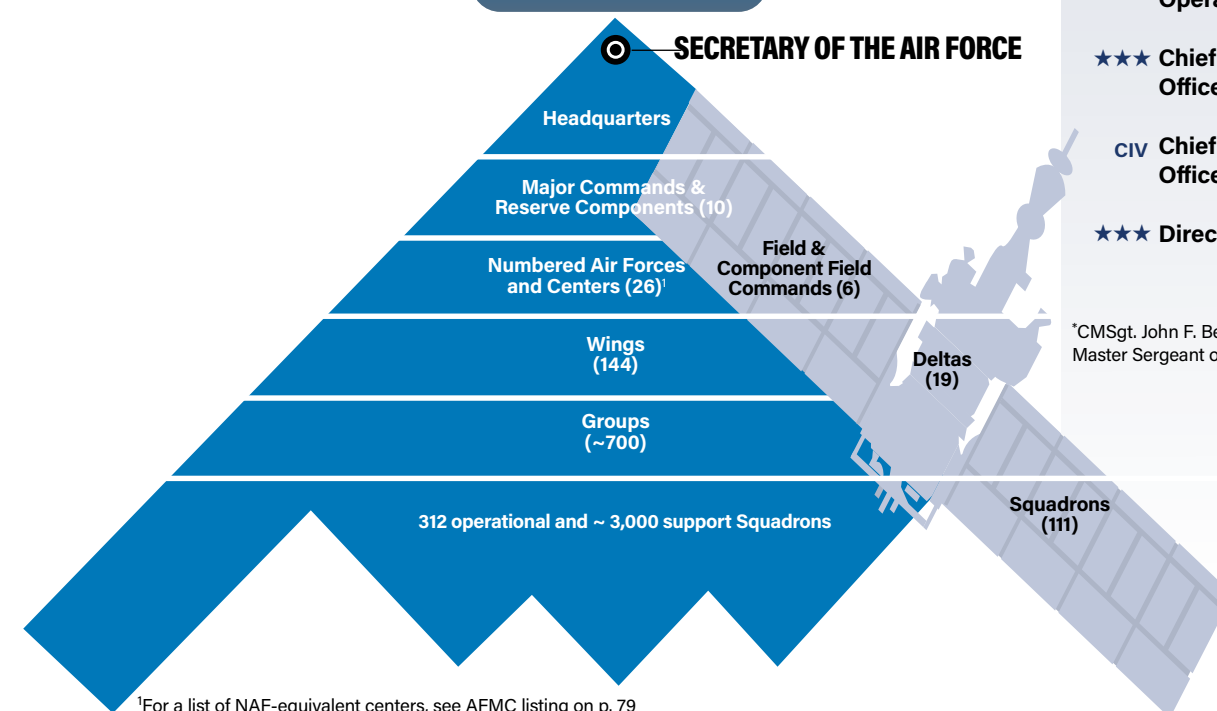 SECRETARY OF THE AIR FORCE
Headquarters
Major Commands &
Reserve Components (10)
Numbered Air Forces
and Centers (26)¹
Wings
(144)
Groups
(~700)
312 operational and ~ 3,000 support Squadrons
Field &
Component Field
Commands (6)
Deltas
(19)
Squadrons
(111)
¹For a list of NAF-equivalent centers, see AFMC listing on p. 79
★★★ Chief
Office
CIV Chief
Office
★★★ Direc
*CMSgt. John F. Be
Master Sergeant o